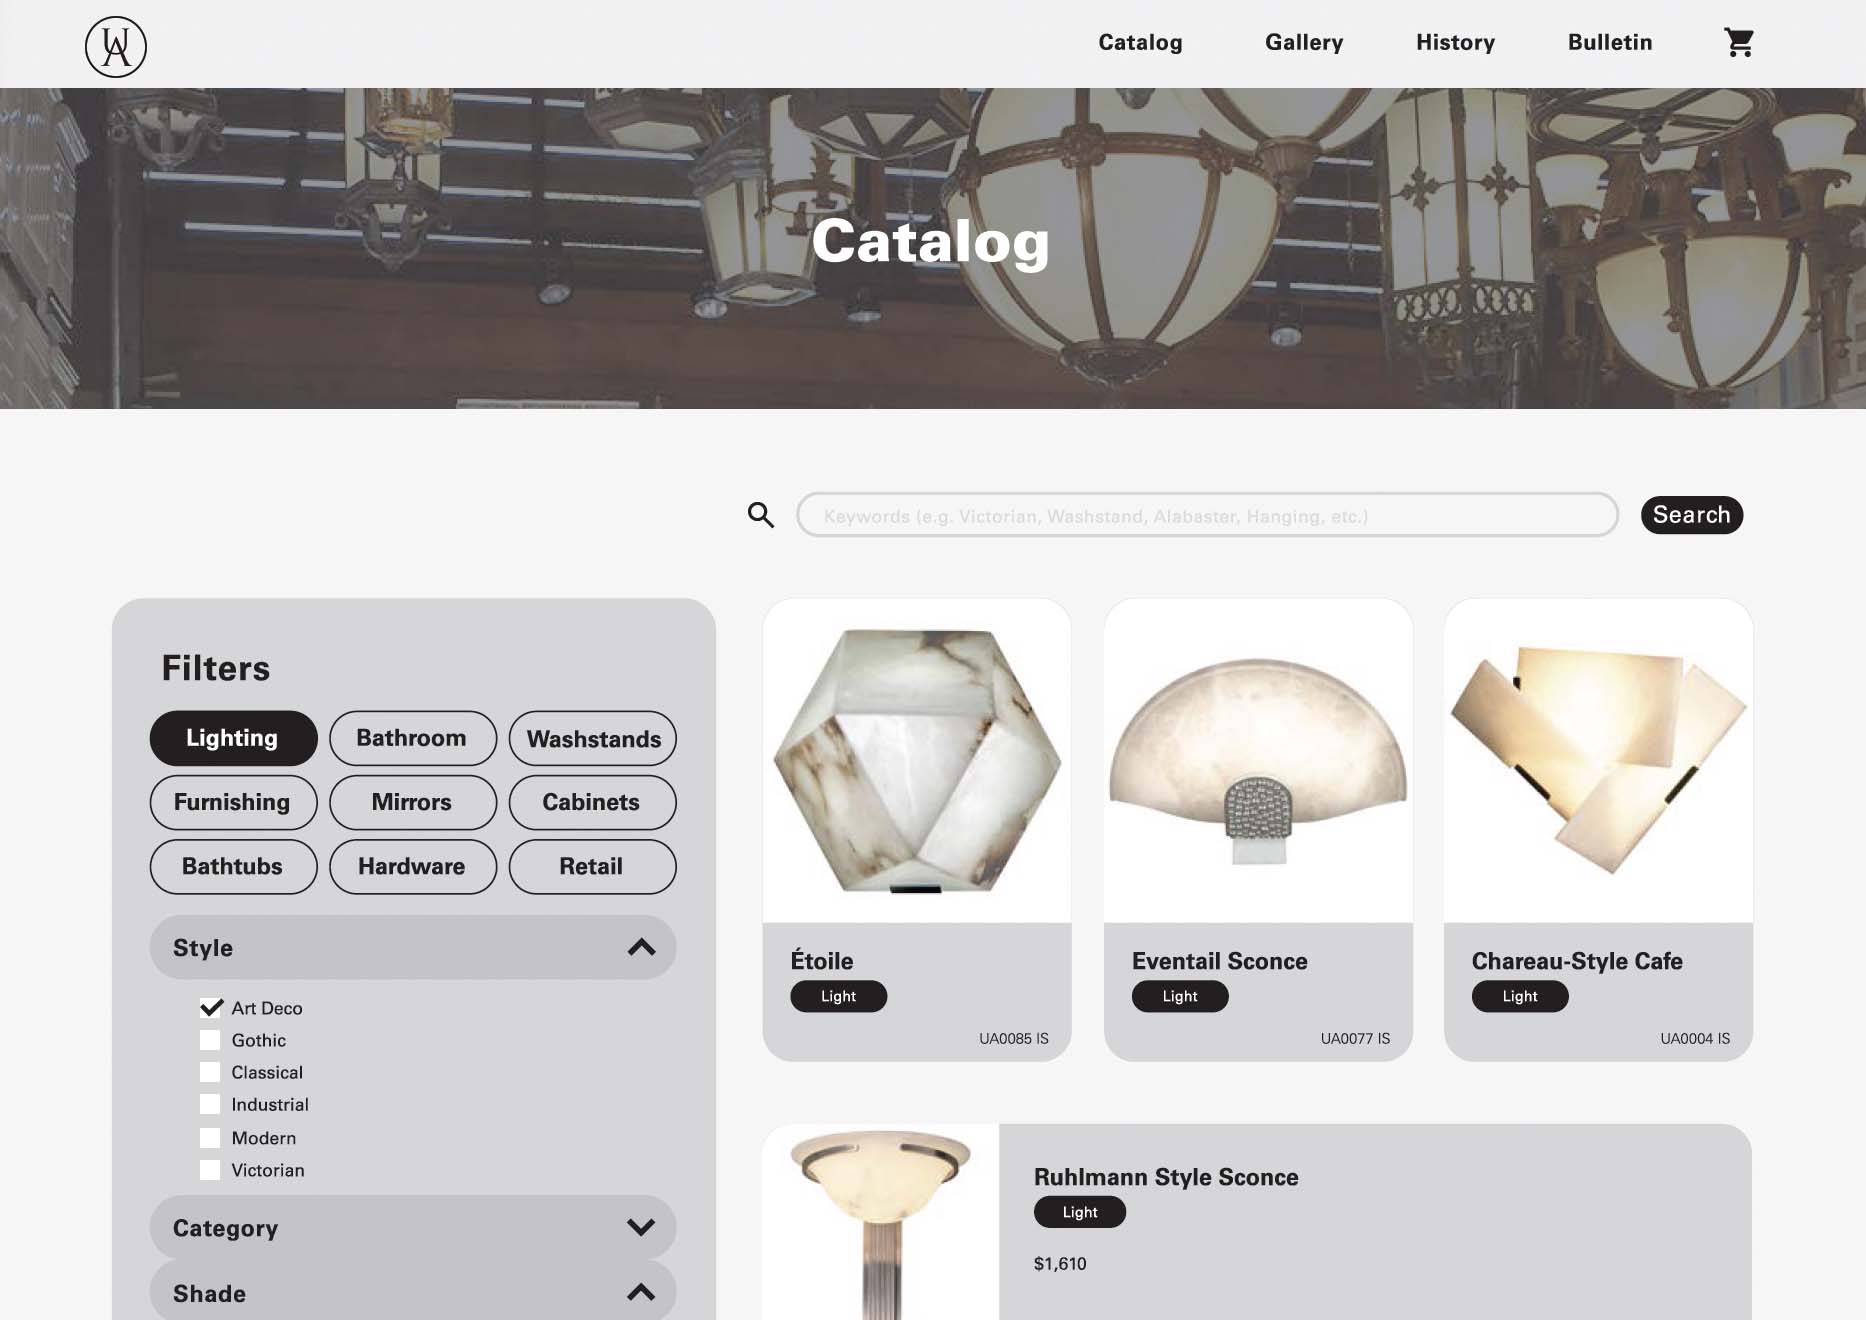 UA
Catalog Gallery History Bulletin
Catalog
Keywords (e.g. Victorian, Washstand, Alabaster, Hanging, etc.) Search
Filters
Lighting Bathroom Washstands
Furnishing Mirrors Cabinets
Bathtubs Hardware Retail
Style
Art Deco
Gothic
Classical
Industrial
Modern
Victorian
Category
Shade
Étoile
Light
UA0085 IS
Eventail Sconce
Light
UA0077 IS
Chareau-Style Cafe
Light
UA0004 IS
Ruhlmann Style Sconce
Light
$1,610